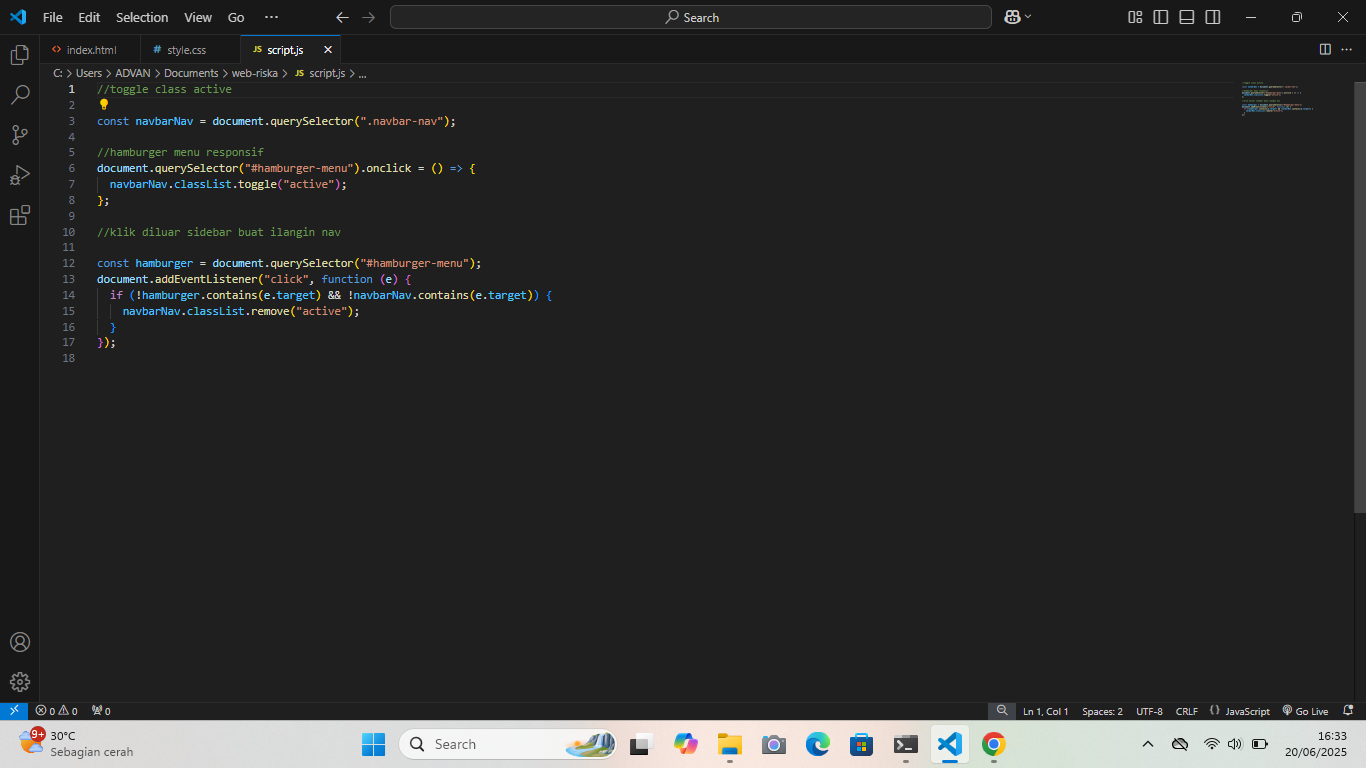 File Edit Selection View Go ··· Search
index.html # style.css JS script.js
C: > Users > ADVAN > Documents > web-riska > JS script.js > ...
1 //toggle class active
2
3 const navbarNav = document.querySelector(".navbar-nav");
4
5 //hamburger menu responsif
6 document.querySelector("#hamburger-menu").onclick = () => {
7 navbarNav.classList.toggle("active");
8 };
9
10 //klik diluar sidebar buat ilangin nav
11
12 const hamburger = document.querySelector("#hamburger-menu");
13 document.addEventListener("click", function (e) {
14 if (!hamburger.contains(e.target) && !navbarNav.contains(e.target)) {
15 navbarNav.classList.remove("active");
16 }
17 });
18
0 0 0 Ln 1, Col 1 Spaces: 2 UTF-8 CRLF {} JavaScript Go Live
9+ 30°C
Sebagian cerah
Search
16:33
20/06/2025